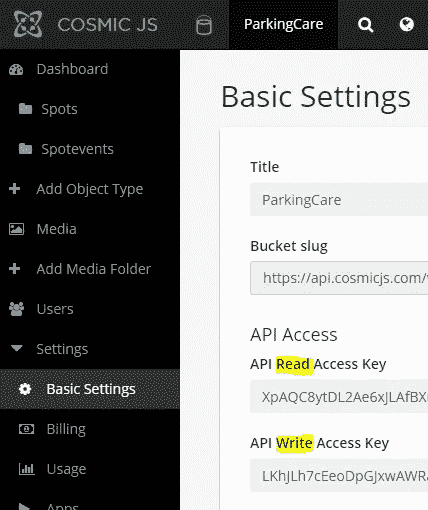 COSMIC JS
ParkingCare
Dashboard
Spots
Spotevents
Add Object Type
Media
Add Media Folder
Users
Settings
Basic Settings
Billing
Usage
Apps
Basic Settings
Title
ParkingCare
Bucket slug
https://api.cosmicjs.com/
API Access
API Read Access Key
XpAQC8ytDL2Ae6xJLAfBX
API Write Access Key
LKhJLh7cEeoDpGJxwAWR